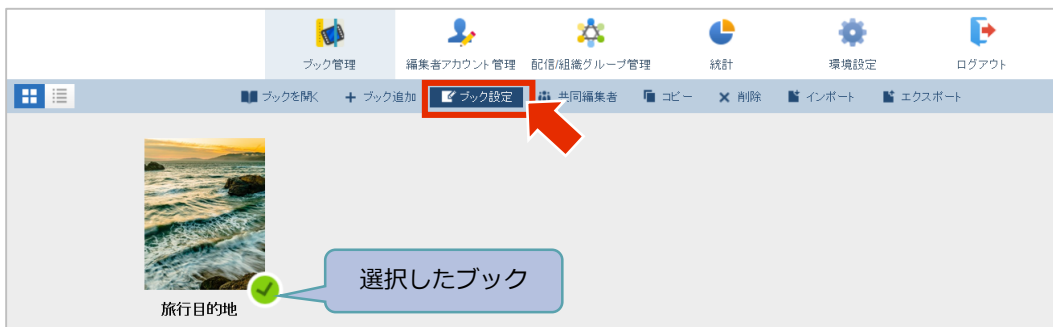 ブック管理 編集者アカウント管理 配信/組織グループ管理 統計 環境設定 ログアウト
ブックを開く + ブック追加 ブック設定 共同編集者 コピー 削除 インポート エクスポート
選択したブック
旅行目的地